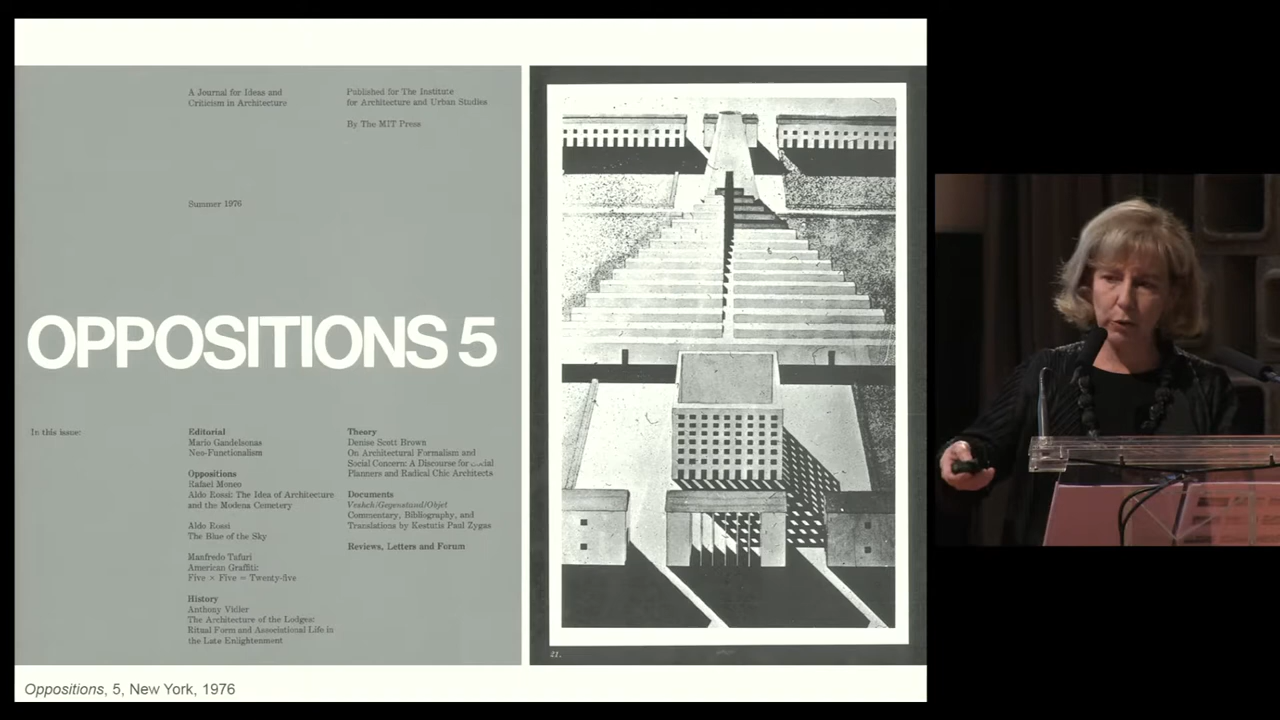 A Journal for Ideas and
Criticism in Architecture
Published for The Institute
for Architecture and Urban Studies
By The MIT Press
Summer 1976
OPPOSITIONS 5
In this issue:
Editorial
Mario Gandelsonas
Neo-Functionalism
Oppositions
Rafael Moneo
Aldo Rossi: The Idea of Architecture
and the Modena Cemetery
Aldo Rossi
The Blue of the Sky
Manfredo Tafuri
American Graffiti:
Five × Five = Twenty-five
History
Anthony Vidler
The Architecture of the Lodges:
Ritual Form and Associational Life in
the Late Enlightenment
Theory
Denise Scott Brown
On Architectural Formalism and
Social Concern: A Discourse for Social
Planners and Radical Chic Architects
Documents
Veshch/Gegenstand/Objet
Commentary, Bibliography, and
Translations by Kestutis Paul Zygas
Reviews, Letters and Forum
21.
Oppositions, 5, New York, 1976